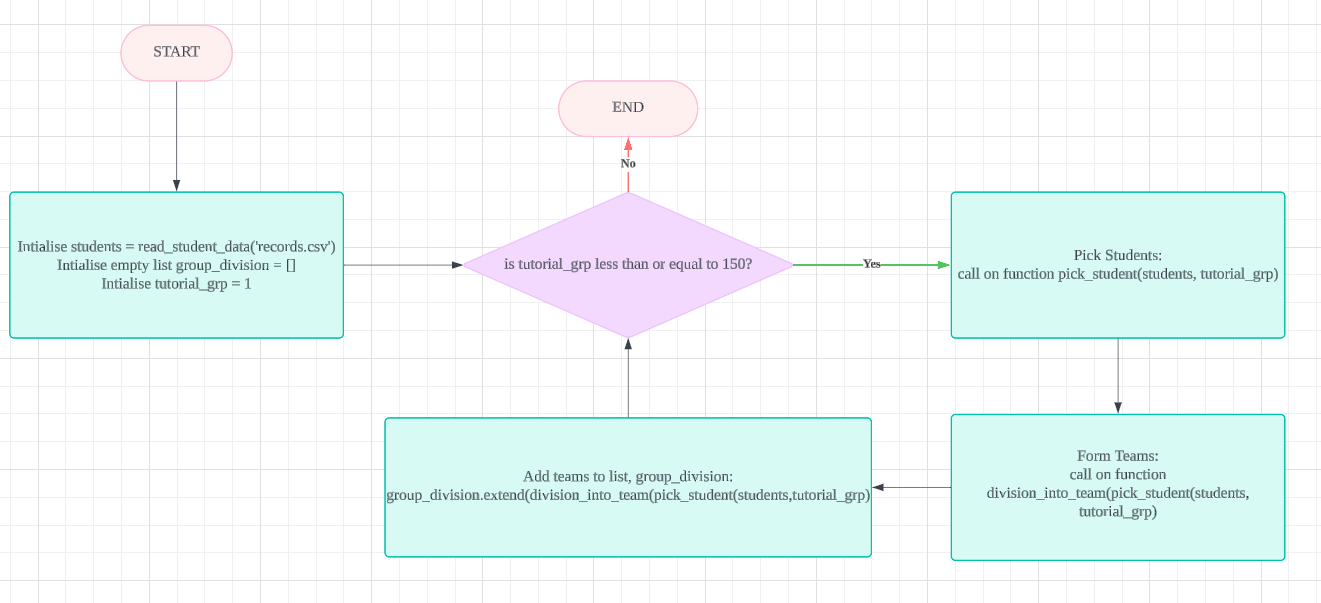 START
END
No
Intialise students = read_student_data('records.csv')
Intialise empty list group_division = []
Intialise tutorial_grp = 1
is tutorial_grp less than or equal to 150?
Yes
Pick Students:
call on function pick_student(students, tutorial_grp)
Form Teams:
call on function
division_into_team(pick_student(students,
tutorial_grp)
Add teams to list, group_division:
group_division.extend(division_into_team(pick_student(students,tutorial_grp)